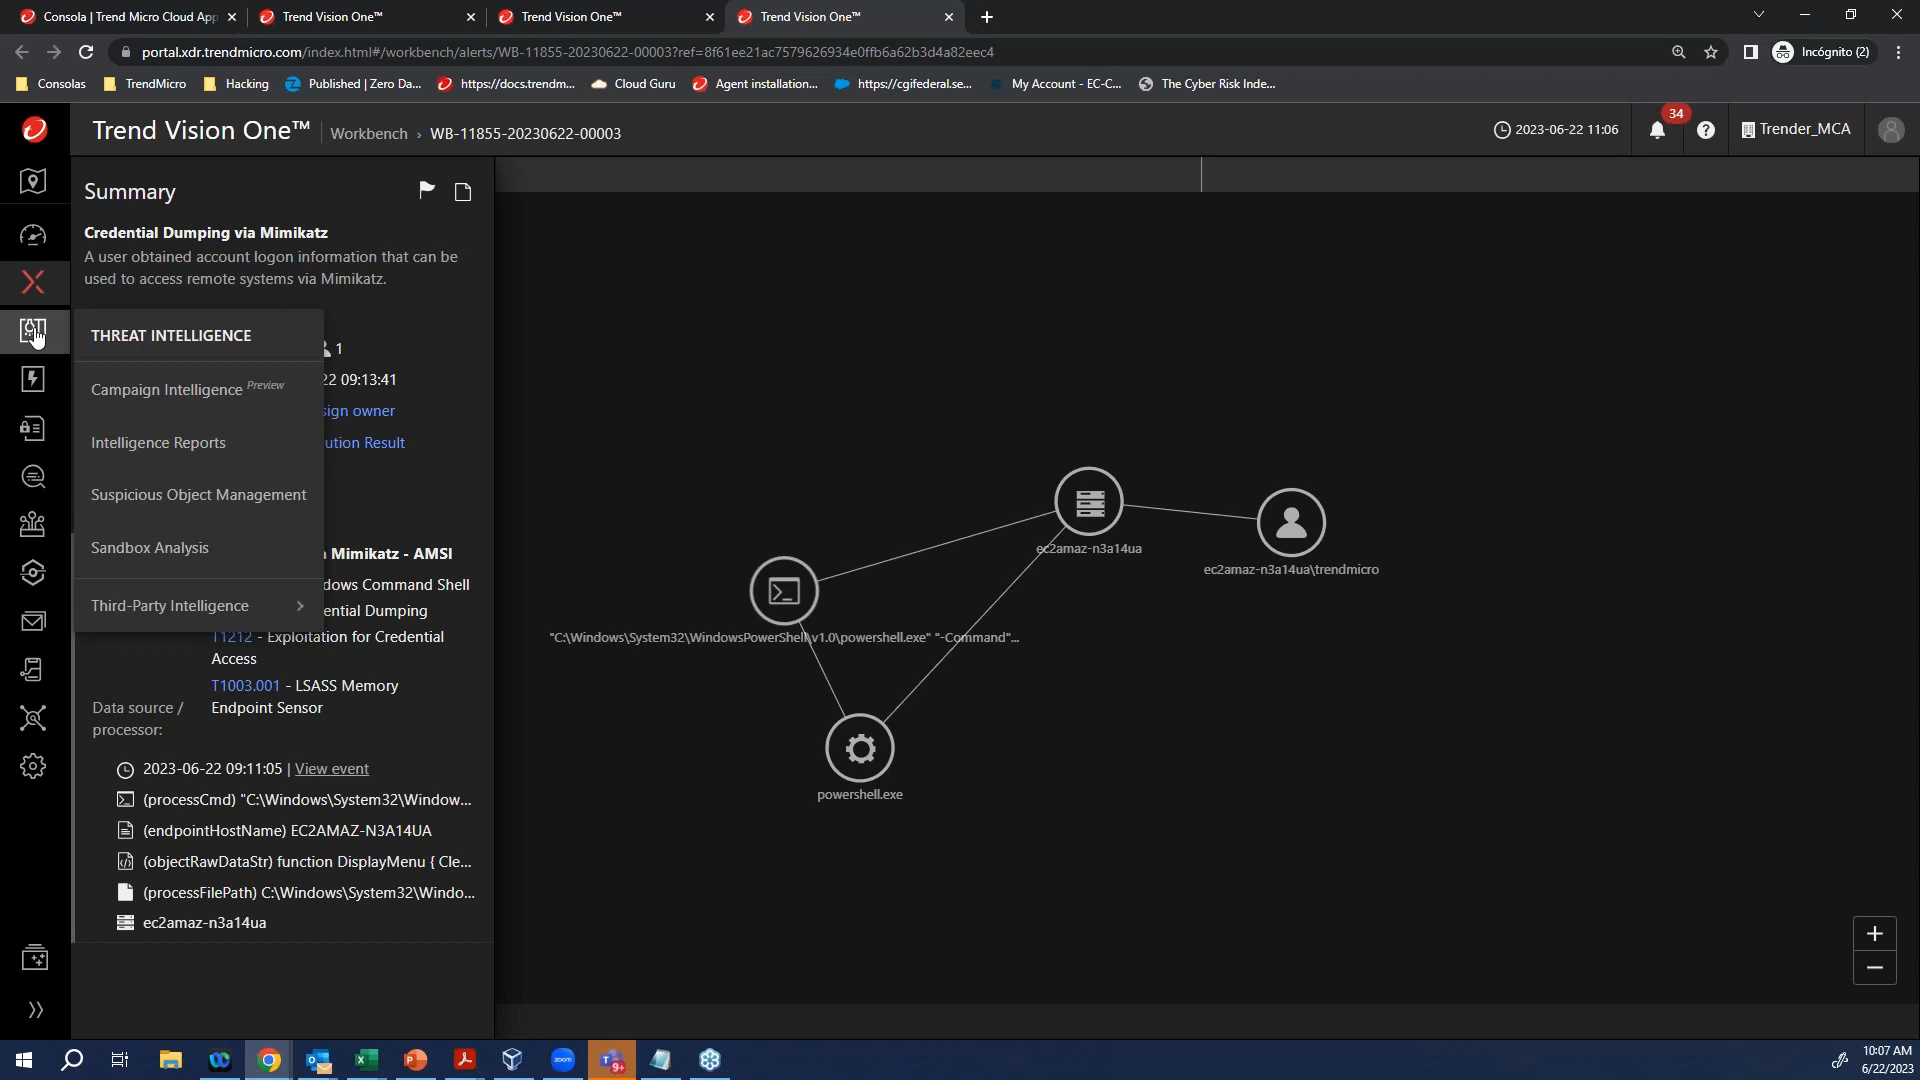 Consola | Trend Micro Cloud App
Trend Vision One™
Trend Vision One™
Trend Vision One™
portal.xdr.trendmicro.com/index.html#/workbench/alerts/WB-11855-20230622-00003?ref=8f61ee21ac7579626934e0ffb6a62b3d4a82eec4
Incógnito (2)
Consolas
TrendMicro
Hacking
Published | Zero Da...
https://docs.trendm...
Cloud Guru
Agent installation...
https://cgifederal.se...
My Account - EC-C...
The Cyber Risk Inde...
Trend Vision One™
Workbench › WB-11855-20230622-00003
2023-06-22 11:06
34
Trender_MCA
Summary
Credential Dumping via Mimikatz
A user obtained account logon information that can be
used to access remote systems via Mimikatz.
THREAT INTELLIGENCE
1
22 09:13:41
Campaign Intelligence Preview
sign owner
Intelligence Reports
ution Result
Suspicious Object Management
Sandbox Analysis
Mimikatz - AMSI
dows Command Shell
Third-Party Intelligence
ential Dumping
T1212 - Exploitation for Credential
Access
T1003.001 - LSASS Memory
Data source /
processor:
Endpoint Sensor
2023-06-22 09:11:05 | View event
(processCmd) "C:\Windows\System32\Window...
(endpointHostName) EC2AMAZ-N3A14UA
(objectRawDataStr) function DisplayMenu { Cle...
(processFilePath) C:\Windows\System32\Windo...
ec2amaz-n3a14ua
ec2amaz-n3a14ua
ec2amaz-n3a14ua\trendmicro
"C:\Windows\System32\WindowsPowerShell\v1.0\powershell.exe" "-Command"...
powershell.exe
zoom
9+
10:07 AM
6/22/2023